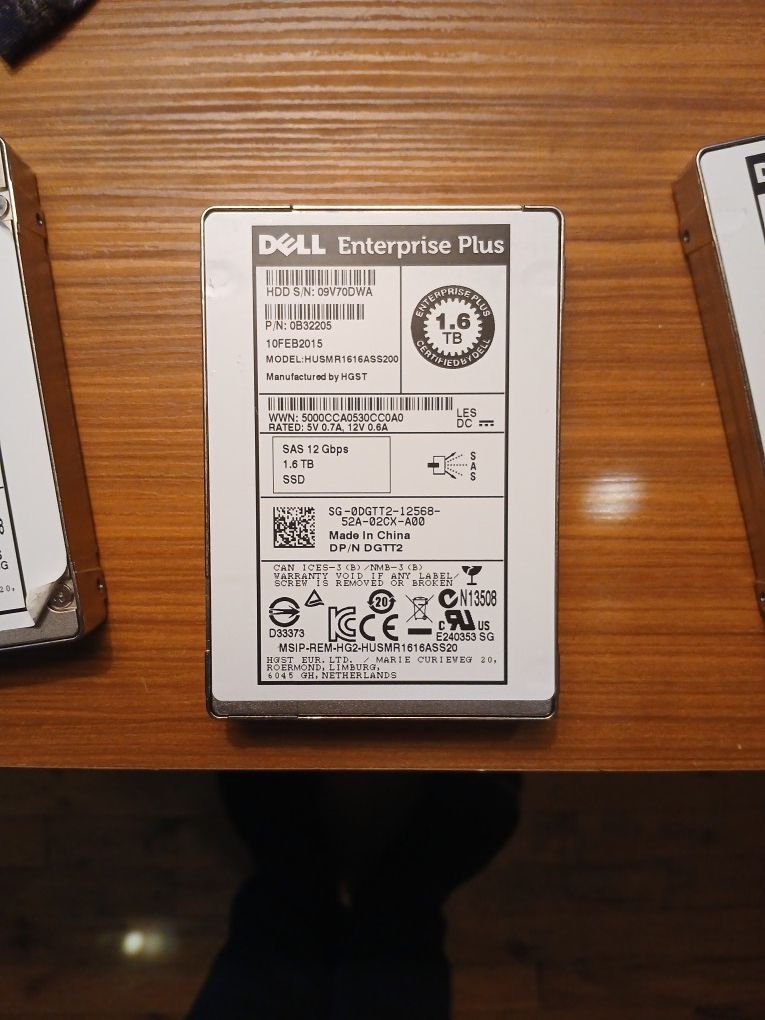 DELL Enterprise Plus
HDD S/N: 09V70DWA
P/N: 0B32205
10FEB2015
MODEL:HUSMR1616ASS200
Manufactured by HGST
ENTERPRISE PLUS
1.6
TB
CERTIFIED BY DELL
WWN: 5000CCA0530CC0A0
RATED: 5V 0.7A, 12V 0.6A
LES
DC
SAS 12 Gbps
1.6 TB
SSD
S
A
S
SG-0DGTT2-12568-
52A-02CX-A00
Made In China
DP/N DGTT2
CAN ICES-3 (B) /NMB-3 (B)
WARRANTY VOID IF ANY LABEL/
SCREW IS REMOVED OR BROKEN
20
N13508
D33373
C US
E240353 SG
MSIP-REM-HG2-HUSMR1616ASS20
HGST EUR. LTD. / MARIE CURIEWEG 20,
ROERMOND, LIMBURG,
6045 GH, NETHERLANDS
20,